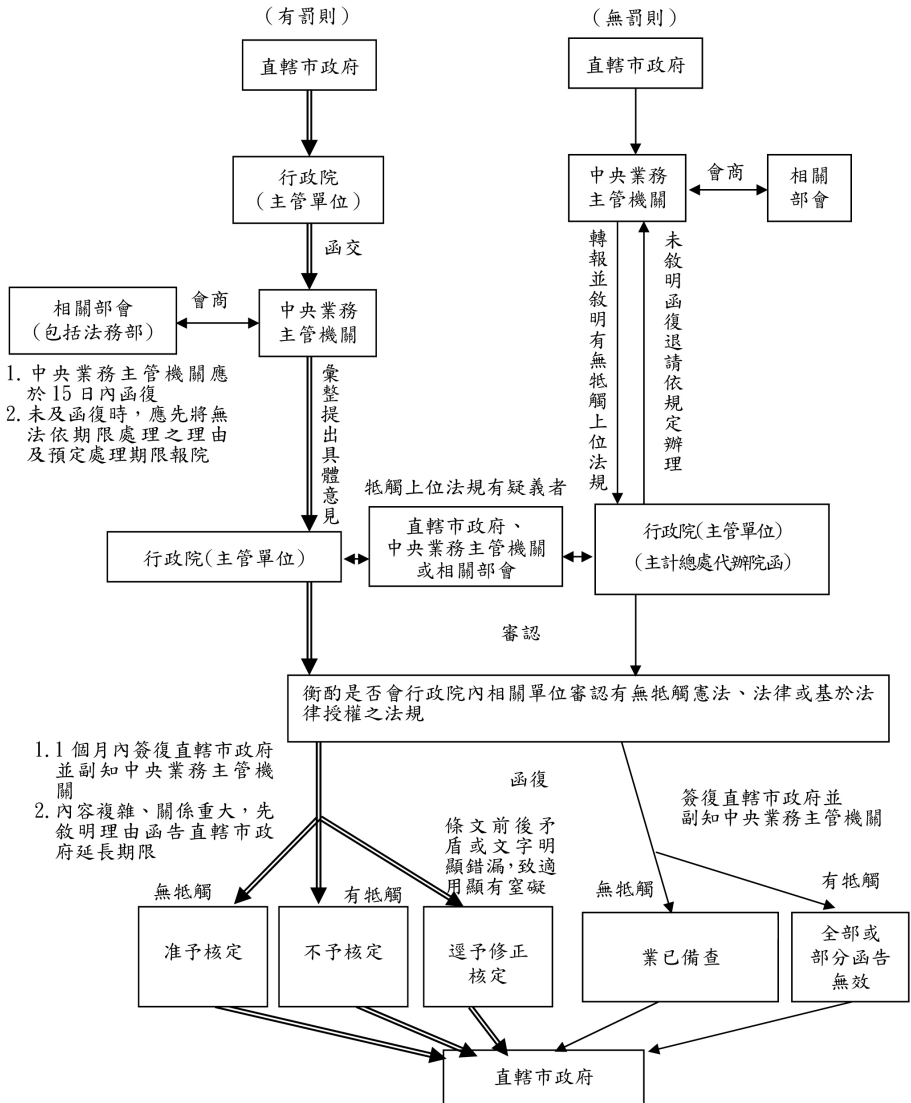 （有罰則）
（無罰則）
直轄市政府
直轄市政府
行政院
（主管單位）
中央業務
主管機關
會商
相關
部會
函交
轉報並敘明有無牴觸上位法規
未敘明函復退請依規定辦理
相關部會
(包括法務部)
會商
中央業務
主管機關
1. 中央業務主管機關應
於 15 日內函復
2. 未及函復時，應先將無
法依期限處理之理由
及預定處理期限報院
彙整提出具體意見
牴觸上位法規有疑義者
行政院(主管單位)
直轄市政府、
中央業務主管機關
或相關部會
行政院(主管單位)
(主計總處代辦院函)
審認
衡酌是否會行政院內相關單位審認有無牴觸憲法、法律或基於法
律授權之法規
1. 1 個月內簽復直轄市政府
並副知中央業務主管機
關
2. 內容複雜、關係重大，先
敘明理由函告直轄市政
府延長期限
函復
簽復直轄市政府並
副知中央業務主管機關
條文前後矛
盾或文字明
顯錯漏，致適
用顯有窒礙
無牴觸
有牴觸
無牴觸
有牴觸
准予核定
不予核定
逕予修正
核定
業已備查
全部或
部分函告
無效
直轄市政府